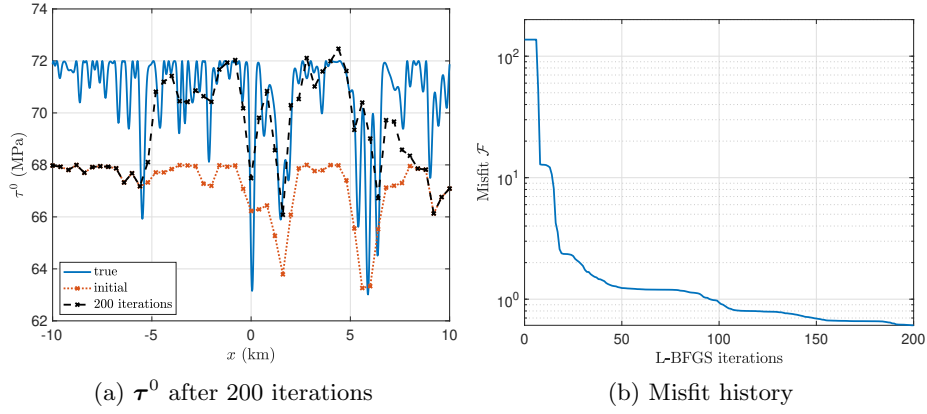 74
72
70
68
66
64
62
τ⁰ (MPa)
true
initial
200 iterations
-10 -5 0 5 10
x (km)
(a) τ⁰ after 200 iterations
10²
10¹
10⁰
Misfit F
0 50 100 150 200
L-BFGS iterations
(b) Misfit history